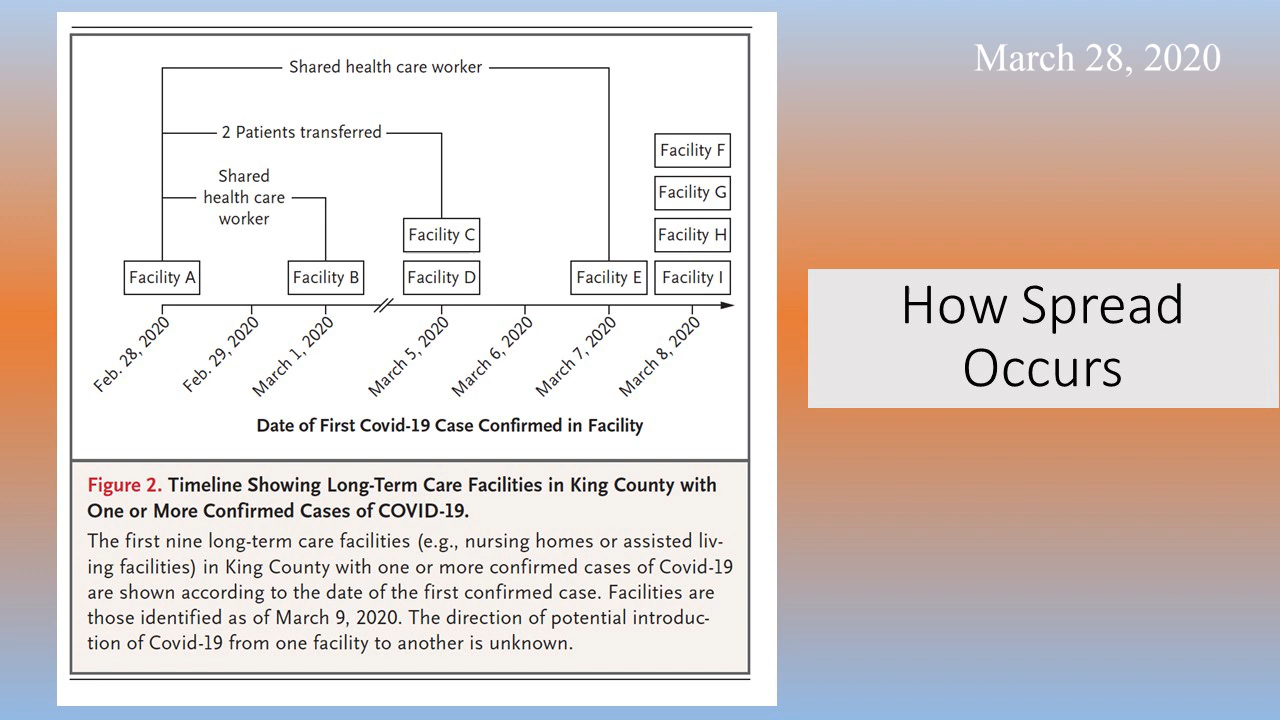 March 28, 2020
Shared health care worker
2 Patients transferred
Shared
health care
worker
Facility F
Facility G
Facility C
Facility H
Facility A
Facility B
Facility D
Facility E
Facility I
Feb. 28, 2020
Feb. 29, 2020
March 1, 2020
March 5, 2020
March 6, 2020
March 7, 2020
March 8, 2020
Date of First Covid-19 Case Confirmed in Facility
Figure 2. Timeline Showing Long-Term Care Facilities in King County with
One or More Confirmed Cases of COVID-19.
The first nine long-term care facilities (e.g., nursing homes or assisted liv-
ing facilities) in King County with one or more confirmed cases of Covid-19
are shown according to the date of the first confirmed case. Facilities are
those identified as of March 9, 2020. The direction of potential introduc-
tion of Covid-19 from one facility to another is unknown.
How Spread
Occurs